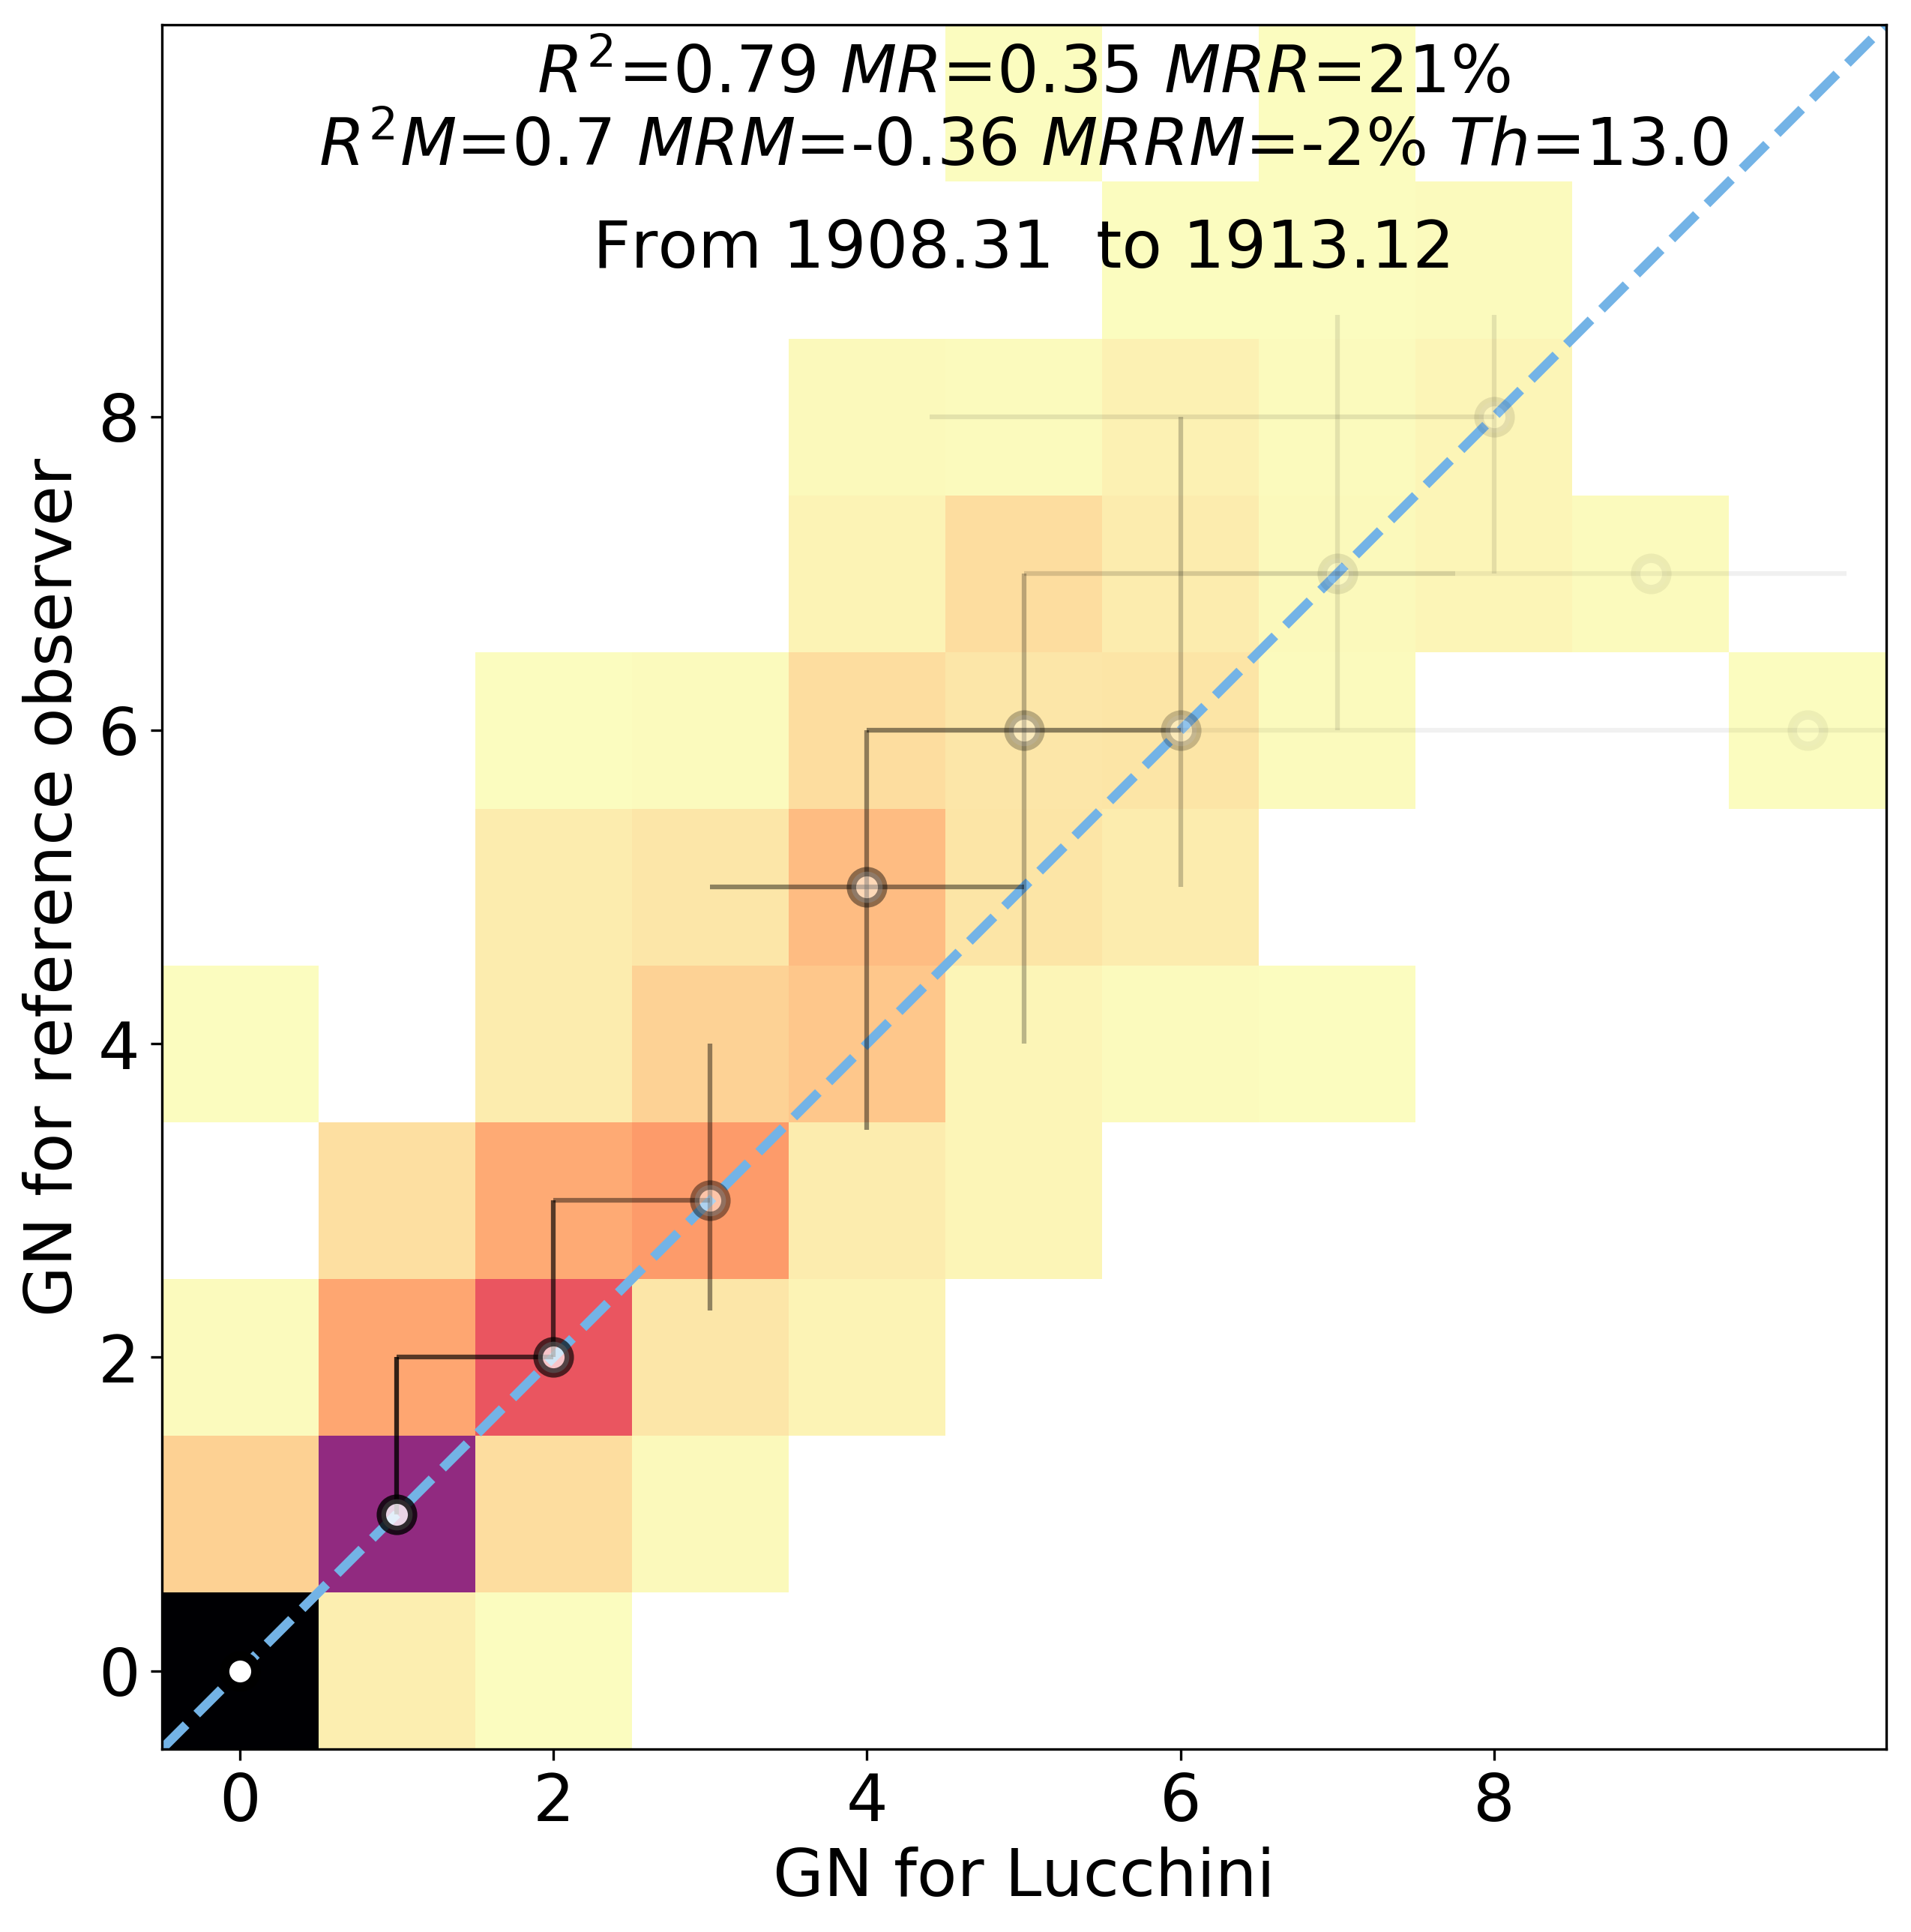 R²=0.79 MR=0.35 MRR=21%
R²M=0.7 MRM=-0.36 MRRM=-2% Th=13.0
From 1908.31 to 1913.12
GN for reference observer
8
6
4
2
0
0 2 4 6 8
GN for Lucchini